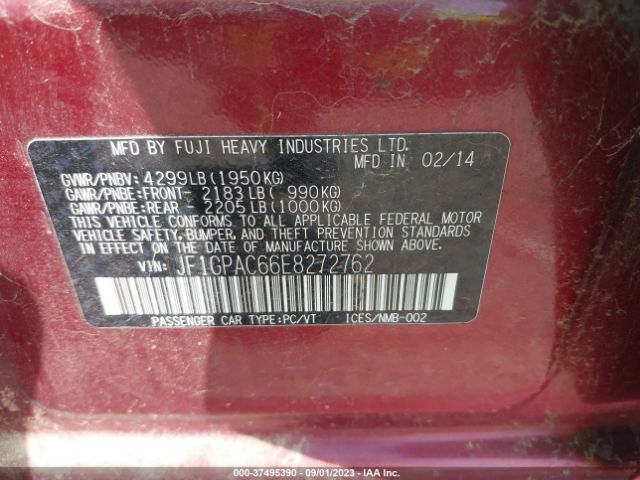 MFD BY FUJI HEAVY INDUSTRIES LTD.
MFD IN 02/14
GVWR/PNBV: 4299LB(1950KG)
GAWR/PNBE:FRONT- 2183LB( 990KG)
GAWR/PNBE:REAR - 2205LB(1000KG)
THIS VEHICLE CONFORMS TO ALL APPLICABLE FEDERAL MOTOR
VEHICLE SAFETY, BUMPER, AND THEFT PREVENTION STANDARDS
IN EFFECT ON THE DATE OF MANUFACTURE SHOWN ABOVE.
VIN: JF1GPAC66E8272762
PASSENGER CAR TYPE:PC/VT ICES/NMB-002
000-37495390 - 09/01/2023 - IAA Inc.